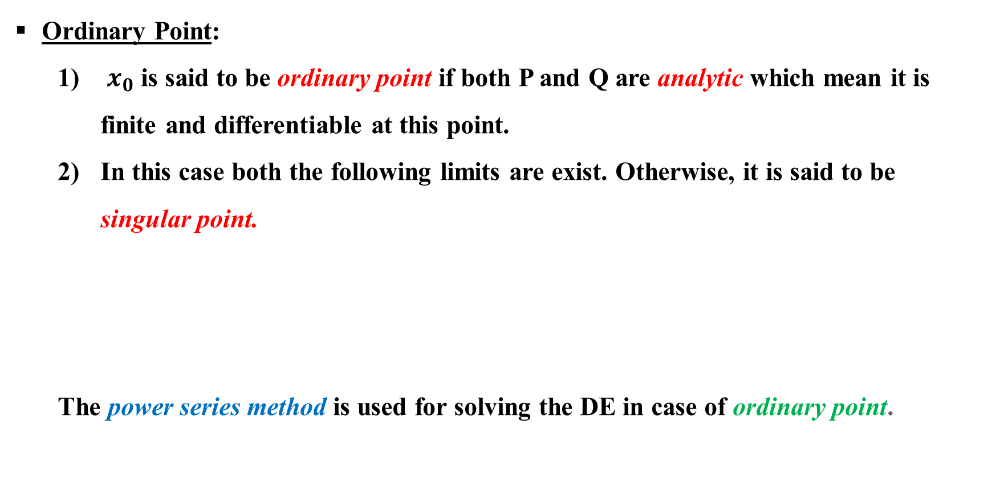 ▪ Ordinary Point:
1) x₀ is said to be ordinary point if both P and Q are analytic which mean it is
finite and differentiable at this point.
2) In this case both the following limits are exist. Otherwise, it is said to be
singular point.
The power series method is used for solving the DE in case of ordinary point.